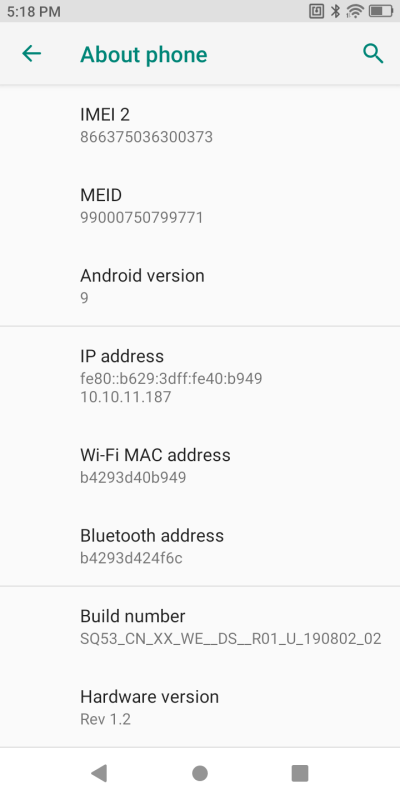 5:18 PM
About phone
IMEI 2
866375036300373
MEID
99000750799771
Android version
9
IP address
fe80::b629:3dff:fe40:b949
10.10.11.187
Wi-Fi MAC address
b4293d40b949
Bluetooth address
b4293d424f6c
Build number
SQ53_CN_XX_WE__DS__R01_U_190802_02
Hardware version
Rev 1.2